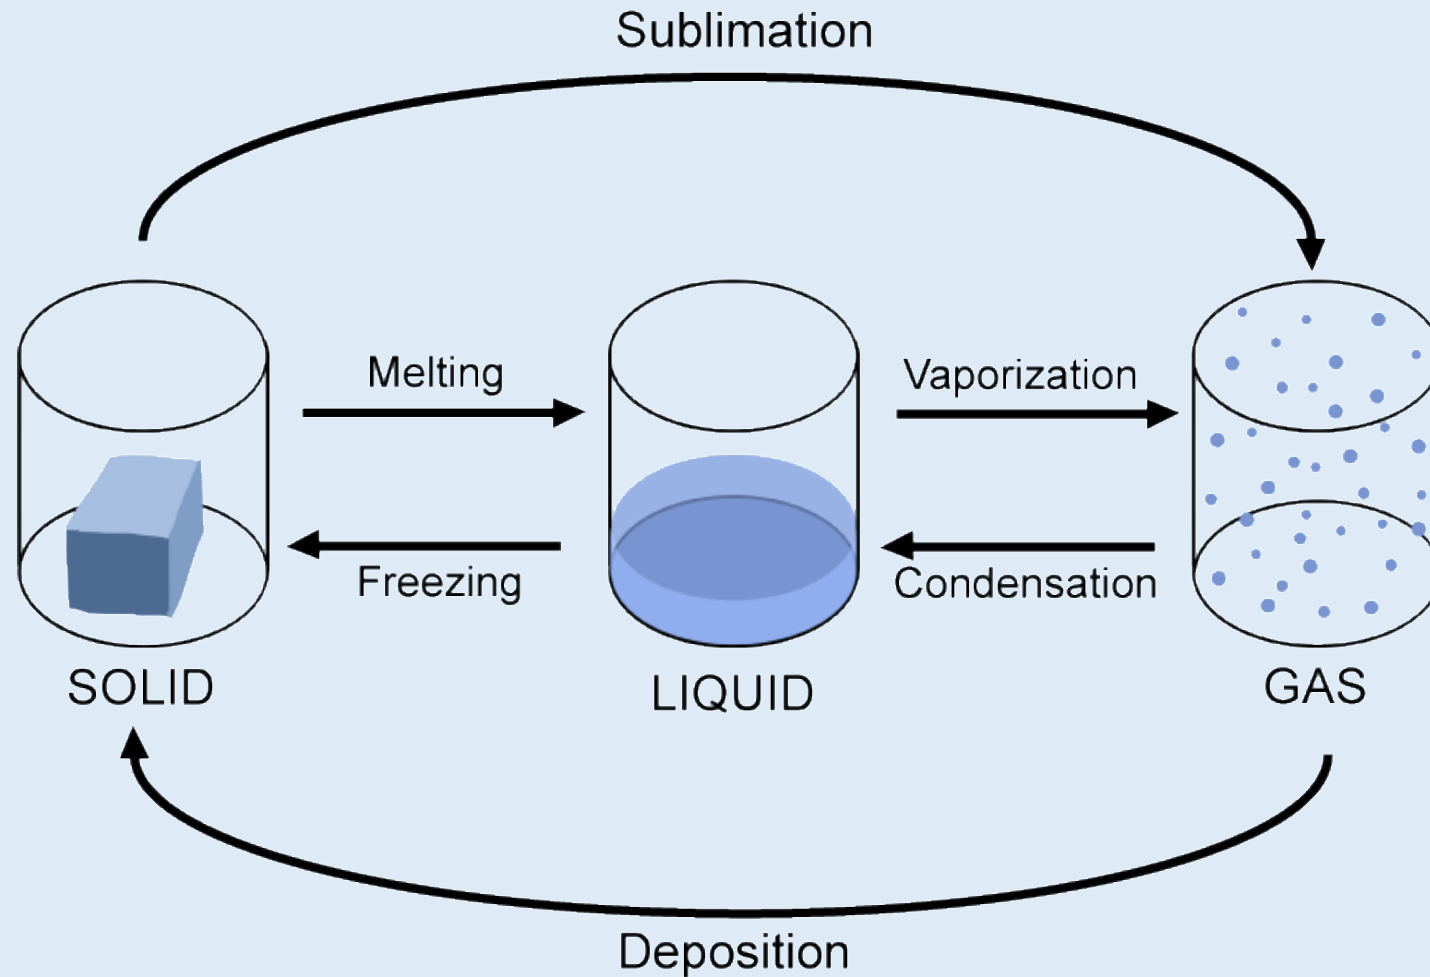 Sublimation
Melting
Vaporization
Freezing
Condensation
SOLID
LIQUID
GAS
Deposition